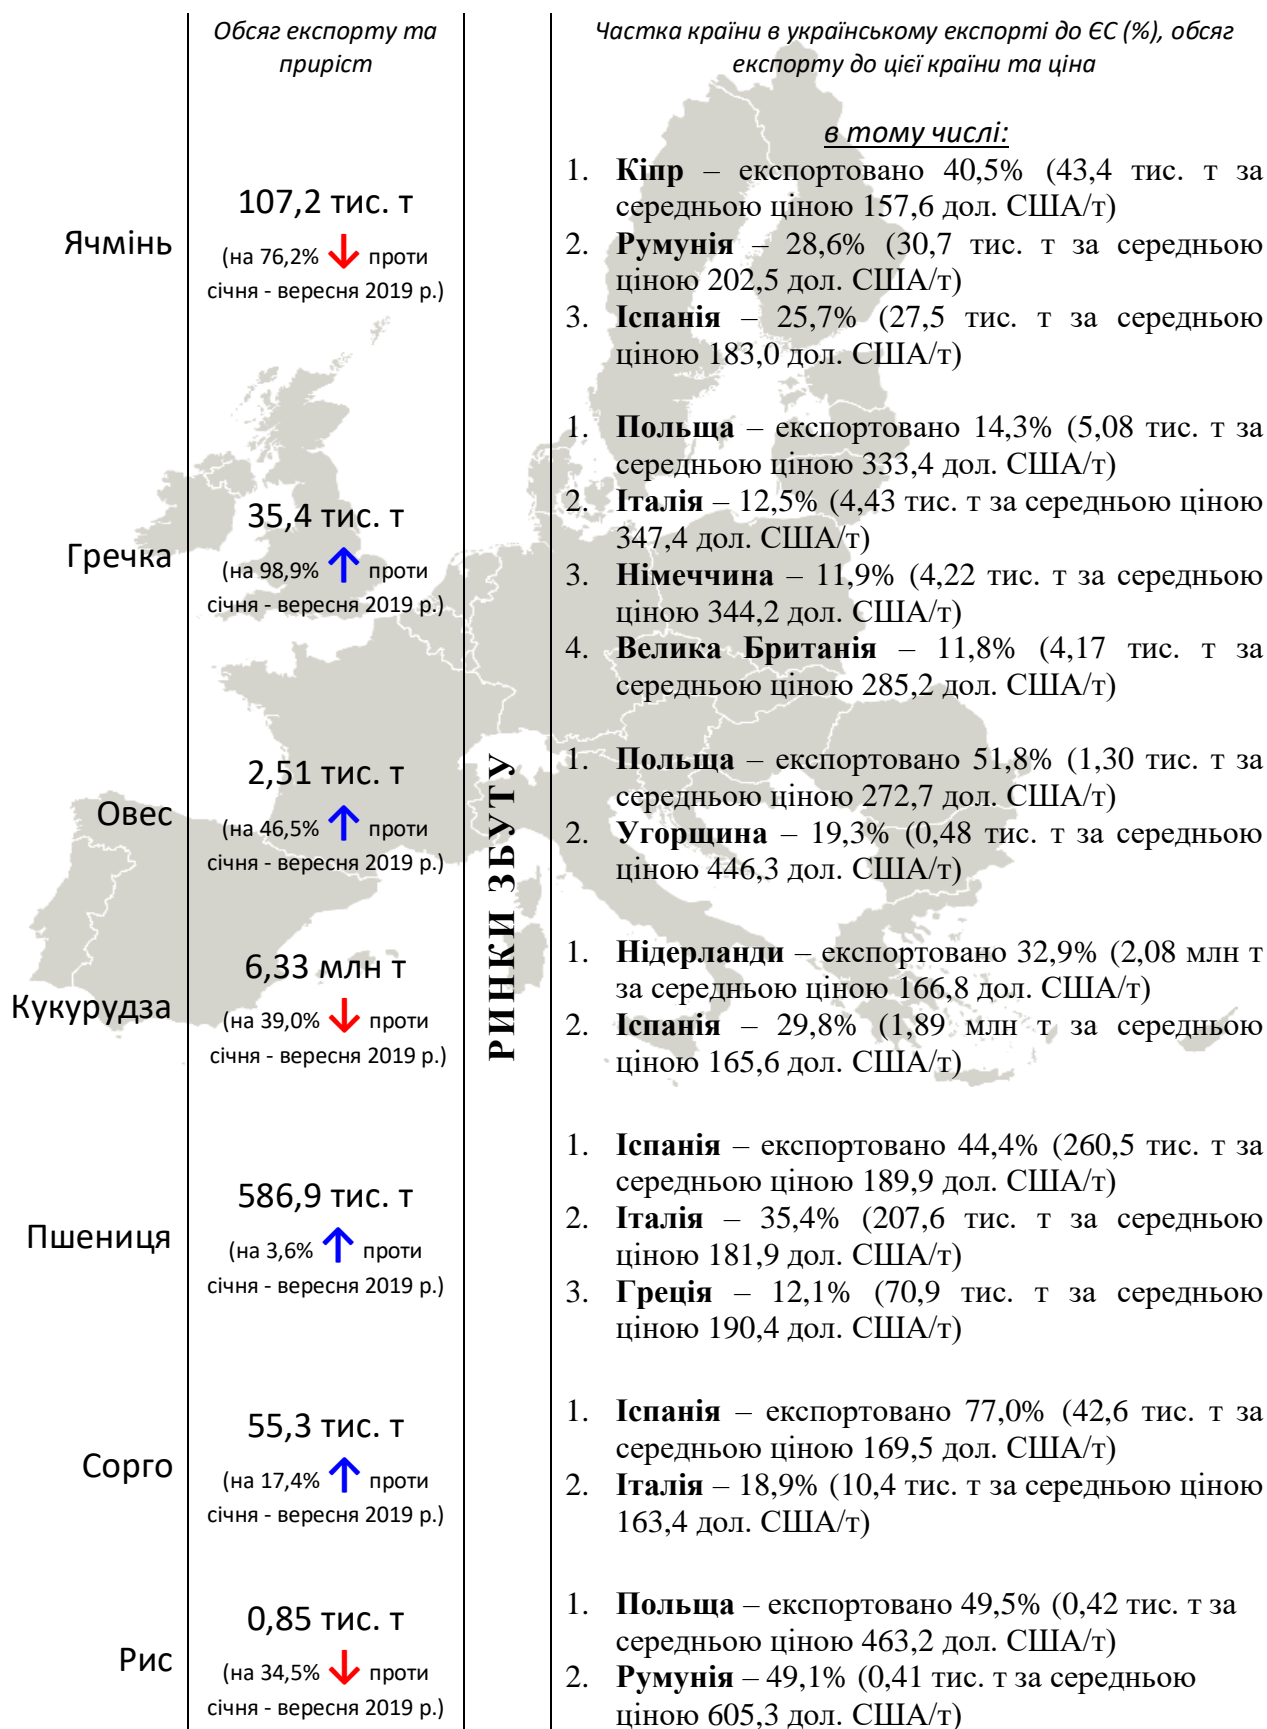 Обсяг експорту та
приріст
Частка країни в українському експорті до ЄС (%), обсяг
експорту до цієї країни та ціна
в тому числі:
Ячмінь
107,2 тис. т
(на 76,2% ↓ проти
січня - вересня 2019 р.)
1. Кіпр – експортовано 40,5% (43,4 тис. т за
середньою ціною 157,6 дол. США/т)
2. Румунія – 28,6% (30,7 тис. т за середньою
ціною 202,5 дол. США/т)
3. Іспанія – 25,7% (27,5 тис. т за середньою
ціною 183,0 дол. США/т)
Гречка
35,4 тис. т
(на 98,9% ↑ проти
січня - вересня 2019 р.)
1. Польща – експортовано 14,3% (5,08 тис. т за
середньою ціною 333,4 дол. США/т)
2. Італія – 12,5% (4,43 тис. т за середньою ціною
347,4 дол. США/т)
3. Німеччина – 11,9% (4,22 тис. т за середньою
ціною 344,2 дол. США/т)
4. Велика Британія – 11,8% (4,17 тис. т за
середньою ціною 285,2 дол. США/т)
РИНКИ ЗБУТУ
Овес
2,51 тис. т
(на 46,5% ↑ проти
січня - вересня 2019 р.)
1. Польща – експортовано 51,8% (1,30 тис. т за
середньою ціною 272,7 дол. США/т)
2. Угорщина – 19,3% (0,48 тис. т за середньою
ціною 446,3 дол. США/т)
Кукурудза
6,33 млн т
(на 39,0% ↓ проти
січня - вересня 2019 р.)
1. Нідерланди – експортовано 32,9% (2,08 млн т
за середньою ціною 166,8 дол. США/т)
2. Іспанія – 29,8% (1,89 млн т за середньою
ціною 165,6 дол. США/т)
Пшениця
586,9 тис. т
(на 3,6% ↑ проти
січня - вересня 2019 р.)
1. Іспанія – експортовано 44,4% (260,5 тис. т за
середньою ціною 189,9 дол. США/т)
2. Італія – 35,4% (207,6 тис. т за середньою
ціною 181,9 дол. США/т)
3. Греція – 12,1% (70,9 тис. т за середньою
ціною 190,4 дол. США/т)
Сорго
55,3 тис. т
(на 17,4% ↑ проти
січня - вересня 2019 р.)
1. Іспанія – експортовано 77,0% (42,6 тис. т за
середньою ціною 169,5 дол. США/т)
2. Італія – 18,9% (10,4 тис. т за середньою ціною
163,4 дол. США/т)
Рис
0,85 тис. т
(на 34,5% ↓ проти
січня - вересня 2019 р.)
1. Польща – експортовано 49,5% (0,42 тис. т за
середньою ціною 463,2 дол. США/т)
2. Румунія – 49,1% (0,41 тис. т за середньою
ціною 605,3 дол. США/т)